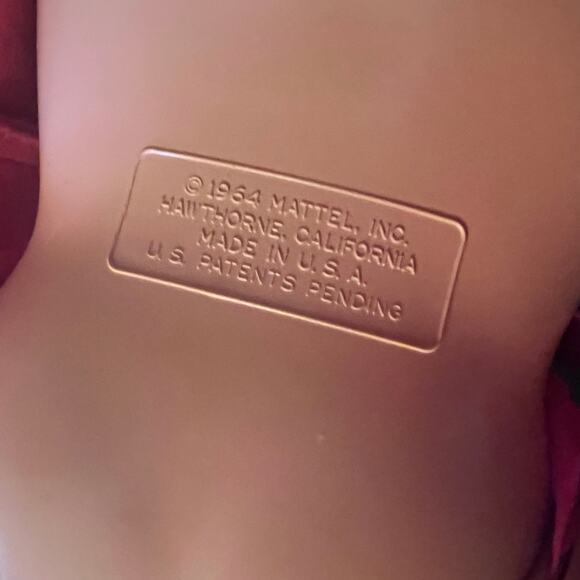 ©1964 MATTEL, INC.
HAWTHORNE, CALIFORNIA
MADE IN U.S.A.
U.S. PATENTS PENDING